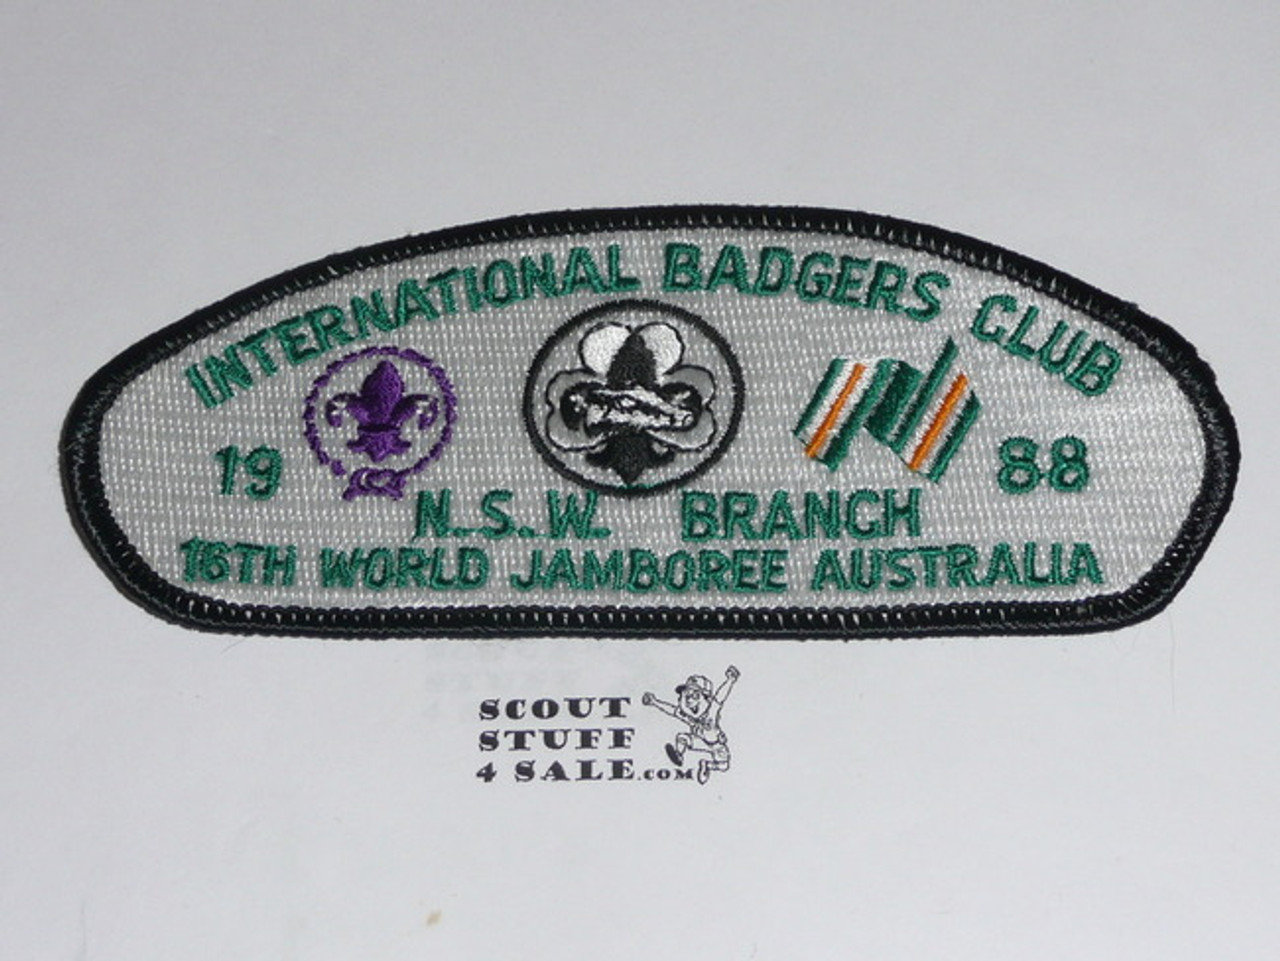 INTERNATIONAL BADGERS CLUB
19 88
N.S.W. BRANCH
16TH WORLD JAMBOREE AUSTRALIA
SCOUT
STUFF
4 SALE.COM